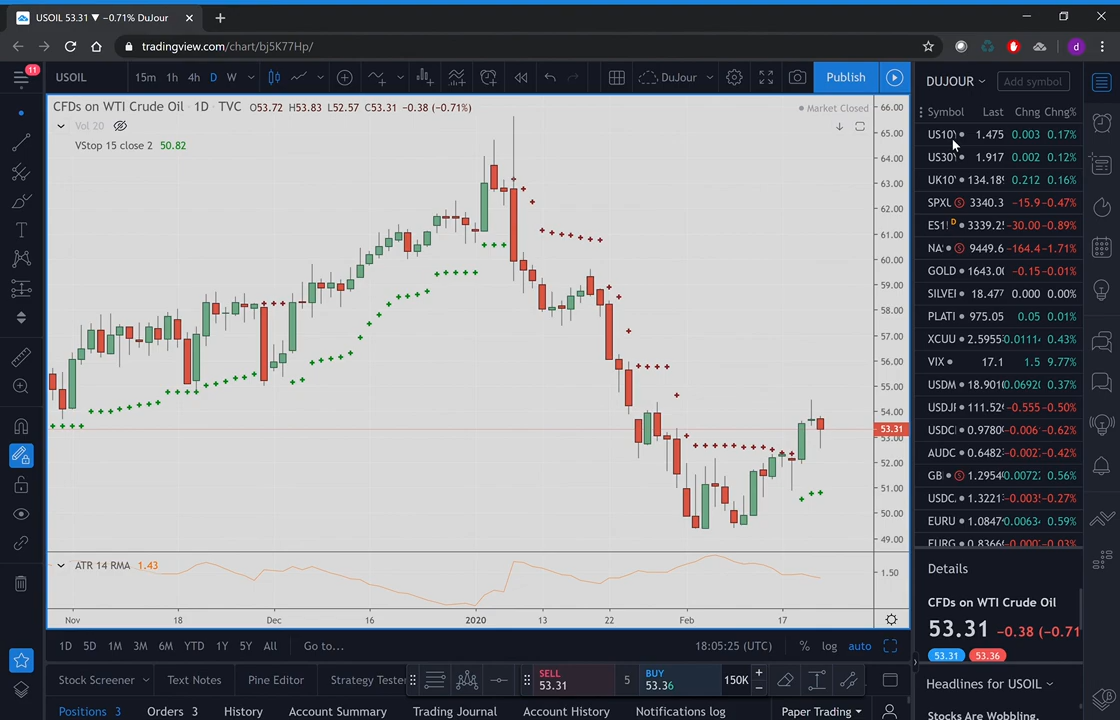 USOIL 53.31 ▼ −0.71% DuJour
tradingview.com/chart/bj5K77Hp/
d
11
USOIL 15m 1h 4h D W DuJour Publish
CFDs on WTI Crude Oil · 1D · TVC O53.72 H53.83 L52.57 C53.31 −0.38 (−0.71%)
Market Closed
Vol 20
VStop 15 close 2 50.82
66.00
65.00
64.00
63.00
62.00
61.00
60.00
59.00
58.00
57.00
56.00
55.00
54.00
53.31
53.00
52.00
51.00
50.00
49.00
ATR 14 RMA 1.43
1.50
Nov 18 Dec 16 2020 13 22 Feb 17
1D 5D 1M 3M 6M YTD 1Y 5Y All Go to... 18:05:25 (UTC) % log auto
Stock Screener Text Notes Pine Editor Strategy Tester
SELL 53.31 5 BUY 53.36 150K
Positions 3 Orders 3 History Account Summary Trading Journal Account History Notifications log Paper Trading
DUJOUR Add symbol
Symbol Last Chng Chng%
US10Y 1.475 0.003 0.17%
US30Y 1.917 0.002 0.12%
UK10Y 134.189 0.212 0.16%
SPXU S 3340.3 −15.9 −0.47%
ES1! D 3339.25 −30.00 −0.89%
NA S 9449.6 −164.4 −1.71%
GOLD 1643.00 −0.15 −0.01%
SILVER 18.477 0.000 0.00%
PLATI 975.05 0.05 0.01%
XCUU 2.5955 0.0111 0.43%
VIX 17.1 1.5 9.77%
USDM 18.9010 0.0692 0.37%
USDJF 111.52 −0.555 −0.50%
USDC 0.9780 −0.006 −0.62%
AUDC 0.6482 −0.002 −0.42%
GB S 1.2954 0.0072 0.56%
USDC 1.3221 −0.003 −0.27%
EURU 1.0847 0.0063 0.59%
EURG 0.8366 −0.000 −0.03%
Details
CFDs on WTI Crude Oil
53.31 −0.38 (−0.71
53.31 53.36
Headlines for USOIL
Stocks Are Wobbling.